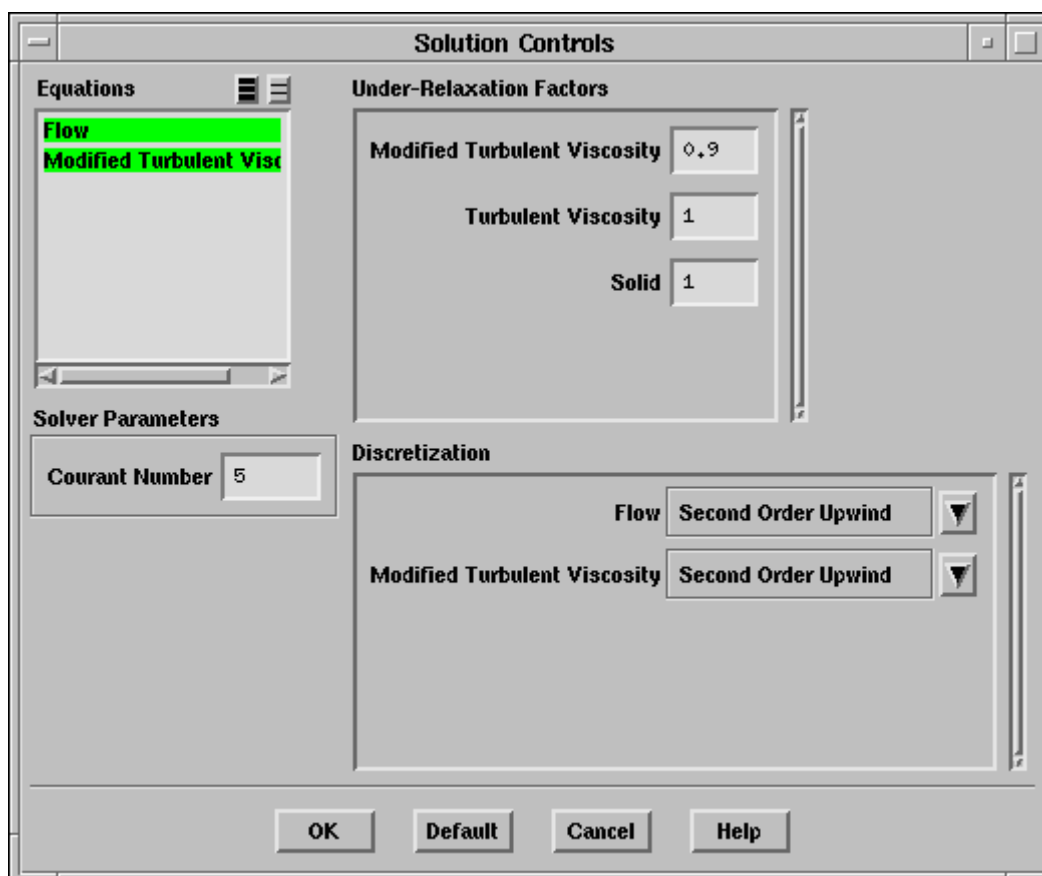 Solution Controls
Equations
Flow
Modified Turbulent Visc
Under-Relaxation Factors
Modified Turbulent Viscosity 0.9
Turbulent Viscosity 1
Solid 1
Solver Parameters
Courant Number 5
Discretization
Flow Second Order Upwind
Modified Turbulent Viscosity Second Order Upwind
OK Default Cancel Help